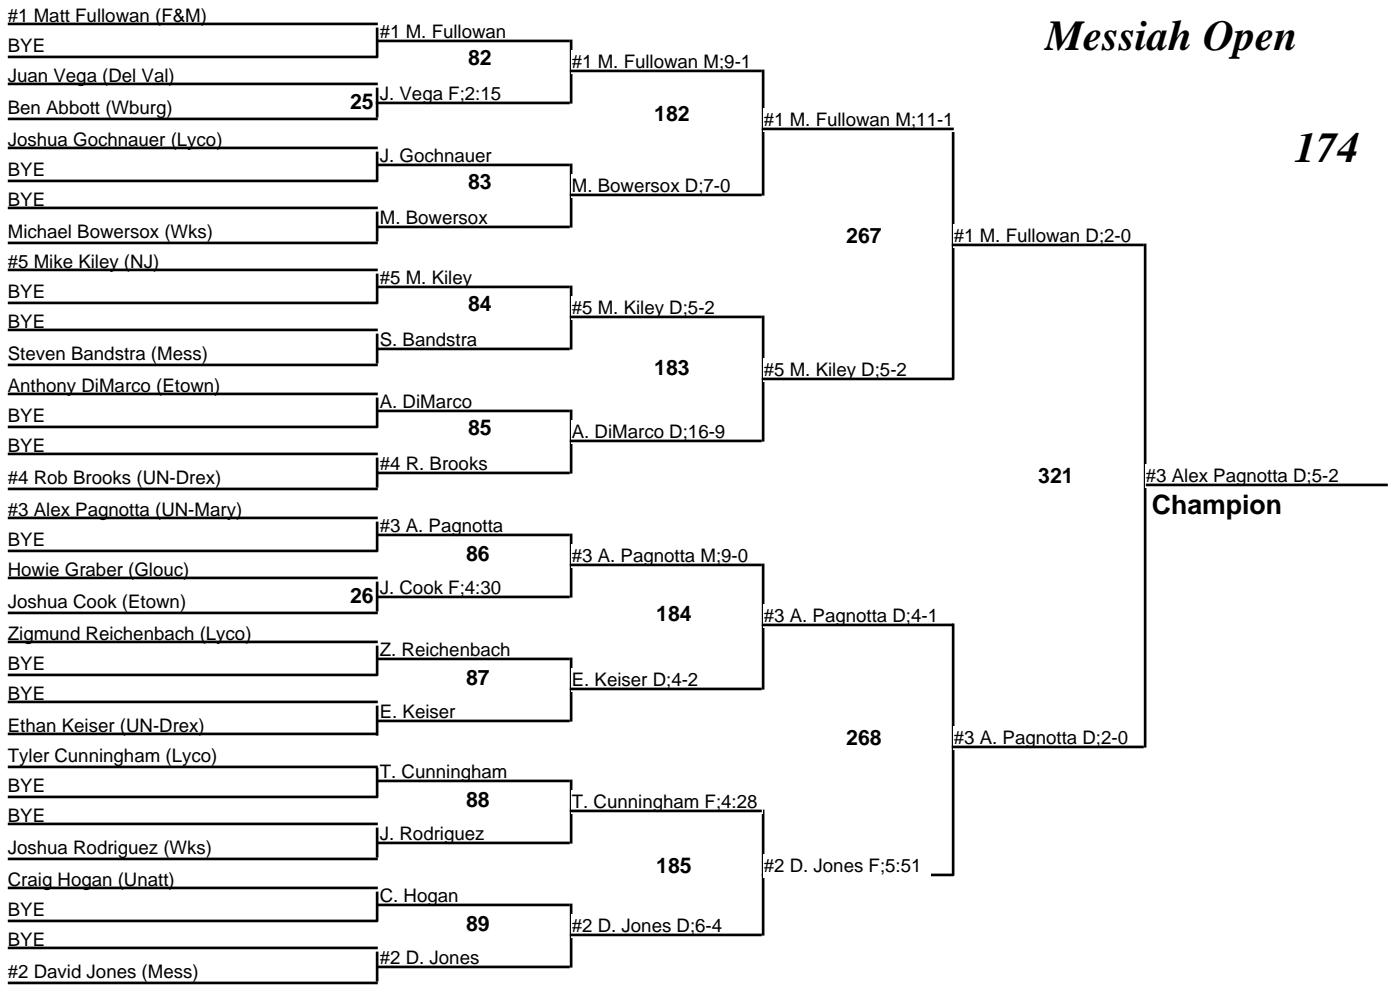 Messiah Open
174
#1 Matt Fullowan (F&M)
BYE
Juan Vega (Del Val)
Ben Abbott (Wburg)
Joshua Gochnauer (Lyco)
BYE
BYE
Michael Bowersox (Wks)
#5 Mike Kiley (NJ)
BYE
BYE
Steven Bandstra (Mess)
Anthony DiMarco (Etown)
BYE
BYE
#4 Rob Brooks (UN-Drex)
#3 Alex Pagnotta (UN-Mary)
BYE
Howie Graber (Glouc)
Joshua Cook (Etown)
Zigmund Reichenbach (Lyco)
BYE
BYE
Ethan Keiser (UN-Drex)
Tyler Cunningham (Lyco)
BYE
BYE
Joshua Rodriguez (Wks)
Craig Hogan (Unatt)
BYE
BYE
#2 David Jones (Mess)
25
26
#1 M. Fullowan
82
J. Vega F;2:15
J. Gochnauer
83
M. Bowersox
#5 M. Kiley
84
S. Bandstra
A. DiMarco
85
#4 R. Brooks
#3 A. Pagnotta
86
J. Cook F;4:30
Z. Reichenbach
87
E. Keiser
T. Cunningham
88
J. Rodriguez
C. Hogan
89
#2 D. Jones
#1 M. Fullowan M;9-1
182
M. Bowersox D;7-0
#5 M. Kiley D;5-2
183
A. DiMarco D;16-9
#3 A. Pagnotta M;9-0
184
E. Keiser D;4-2
T. Cunningham F;4:28
185
#2 D. Jones D;6-4
#1 M. Fullowan M;11-1
267
#5 M. Kiley D;5-2
#3 A. Pagnotta D;4-1
268
#2 D. Jones F;5:51
#1 M. Fullowan D;2-0
321
#3 A. Pagnotta D;2-0
#3 Alex Pagnotta D;5-2
Champion